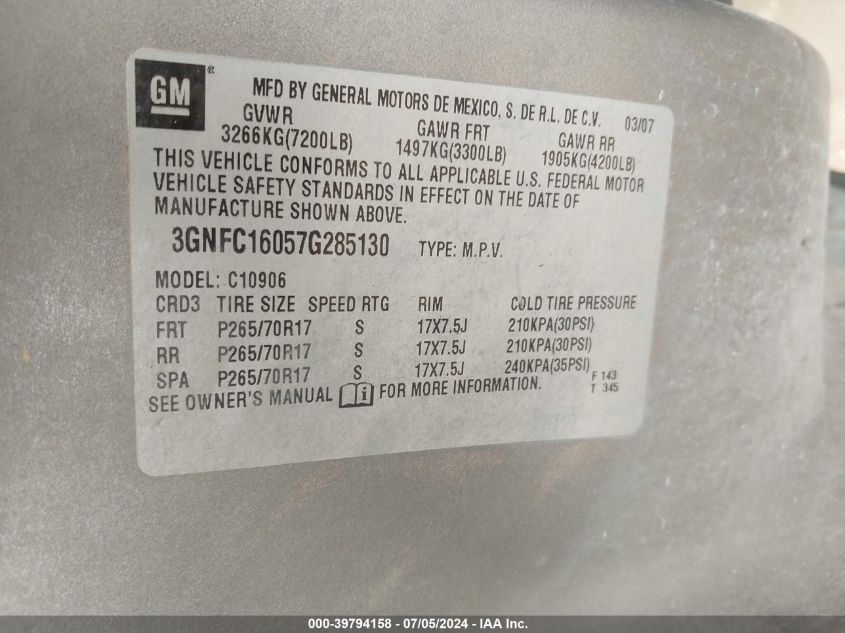 GM®
MFD BY GENERAL MOTORS DE MEXICO, S. DE R.L. DE C.V. 03/07
GVWR GAWR FRT GAWR RR
3266KG(7200LB) 1497KG(3300LB) 1905KG(4200LB)
THIS VEHICLE CONFORMS TO ALL APPLICABLE U.S. FEDERAL MOTOR
VEHICLE SAFETY STANDARDS IN EFFECT ON THE DATE OF
MANUFACTURE SHOWN ABOVE.
3GNFC16057G285130 TYPE: M.P.V.
MODEL: C10906
CRD3 TIRE SIZE SPEED RTG RIM COLD TIRE PRESSURE
FRT P265/70R17 S 17X7.5J 210KPA(30PSI)
RR P265/70R17 S 17X7.5J 210KPA(30PSI)
SPA P265/70R17 S 17X7.5J 240KPA(35PSI) F 143
SEE OWNER'S MANUAL i FOR MORE INFORMATION. T 345
000-39794158 - 07/05/2024 - IAA Inc.